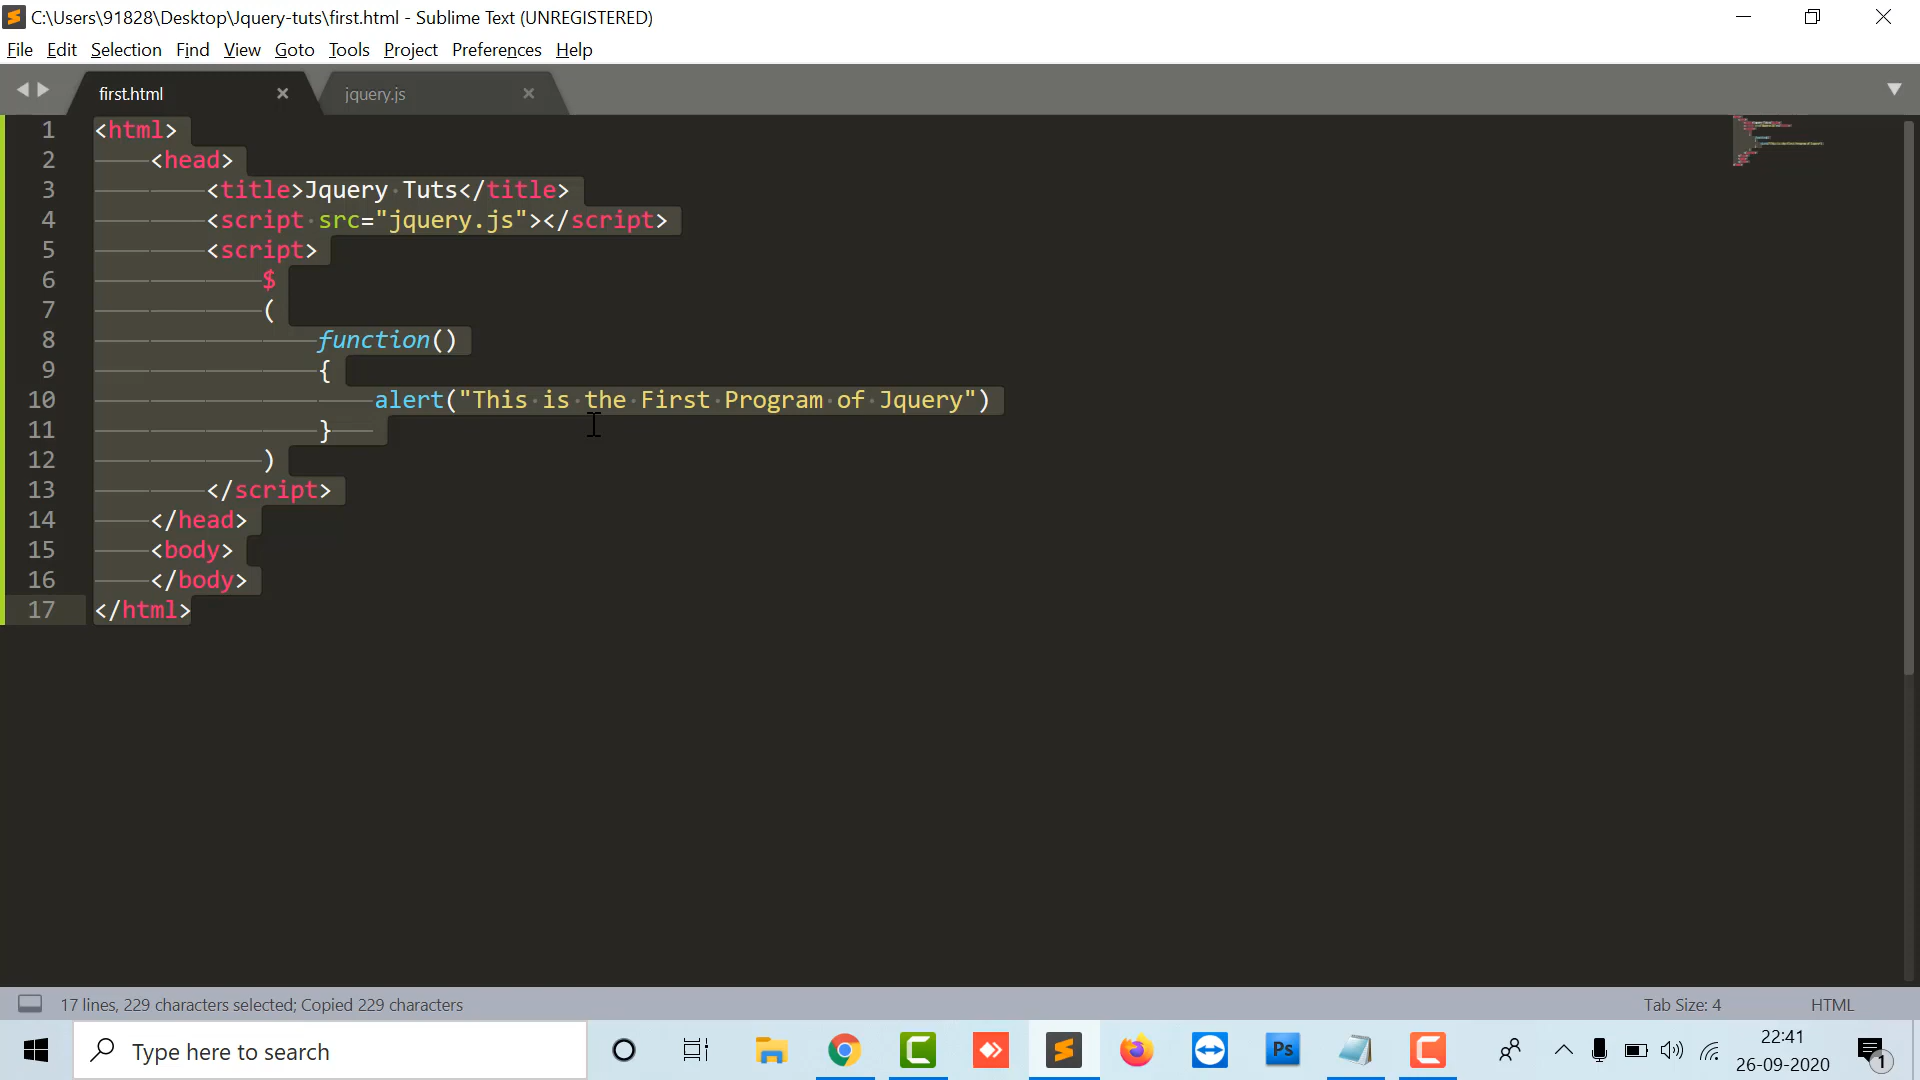 C:\Users\91828\Desktop\Jquery-tuts\first.html - Sublime Text (UNREGISTERED)
File Edit Selection Find View Goto Tools Project Preferences Help
first.html jquery.js
1 <html>
2 <head>
3 <title>Jquery Tuts</title>
4 <script src="jquery.js"></script>
5 <script>
6 $
7 (
8 function()
9 {
10 alert("This is the First Program of Jquery")
11 }
12 )
13 </script>
14 </head>
15 <body>
16 </body>
17 </html>
17 lines, 229 characters selected; Copied 229 characters Tab Size: 4 HTML
Type here to search Ps 22:41
26-09-2020 1